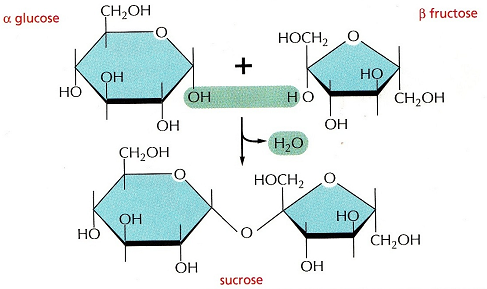 α glucose
CH₂OH
O
OH
HO
OH
OH
+
β fructose
HOCH₂
O
HO
HO
CH₂OH
OH
H₂O
CH₂OH
O
OH
HO
OH
O
HOCH₂
O
HO
CH₂OH
OH
sucrose